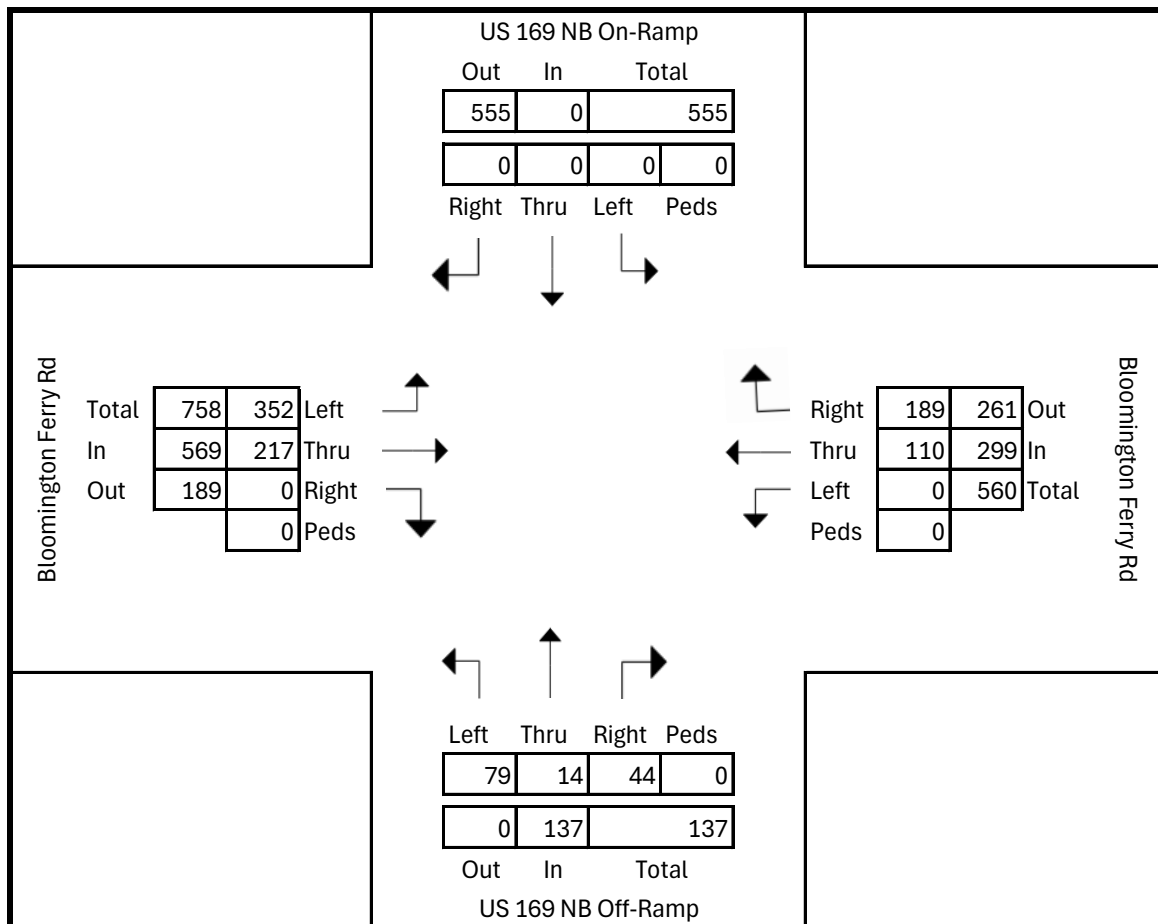 US 169 NB On-Ramp
Out In Total
555 0 555
0 0 0 0
Right Thru Left Peds
Bloomington Ferry Rd
Total 758 352 Left
In 569 217 Thru
Out 189 0 Right
0 Peds
Right 189 261 Out
Thru 110 299 In
Left 0 560 Total
Peds 0
Bloomington Ferry Rd
Left Thru Right Peds
79 14 44 0
0 137 137
Out In Total
US 169 NB Off-Ramp